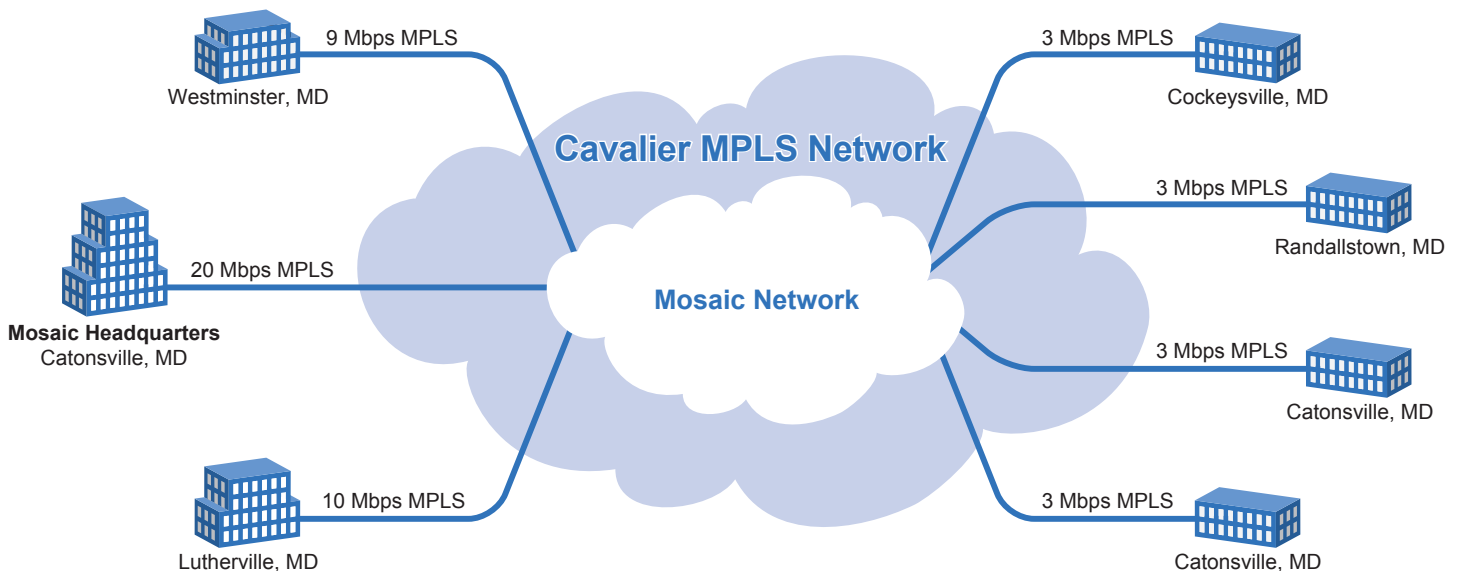 9 Mbps MPLS
Westminster, MD
3 Mbps MPLS
Cockeysville, MD
Cavalier MPLS Network
3 Mbps MPLS
Randallstown, MD
20 Mbps MPLS
Mosaic Headquarters
Catonsville, MD
Mosaic Network
3 Mbps MPLS
Catonsville, MD
10 Mbps MPLS
Lutherville, MD
3 Mbps MPLS
Catonsville, MD